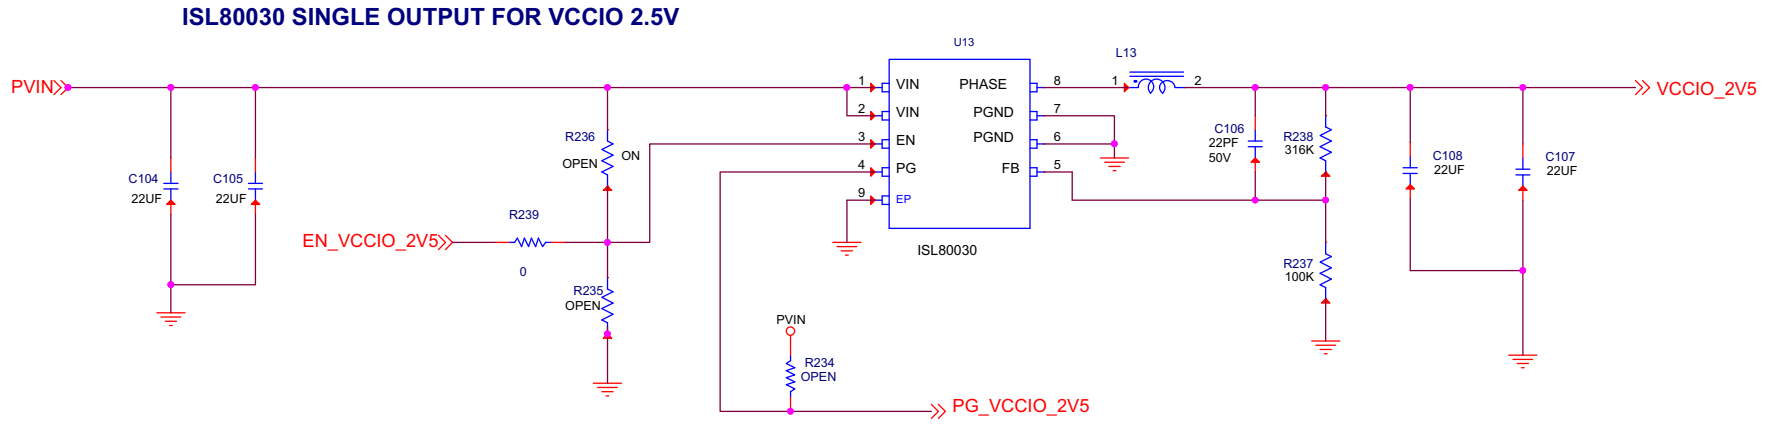 ISL80030 SINGLE OUTPUT FOR VCCIO 2.5V
U13
L13
PVIN
1 VIN
PHASE 8
1 2
VCCIO_2V5
2 VIN
PGND 7
3 EN
PGND 6
4 PG
FB 5
9 EP
ISL80030
R236
OPEN
ON
C106
22PF
50V
R238
316K
C108
22UF
C107
22UF
C104
22UF
C105
22UF
R239
0
EN_VCCIO_2V5
R235
OPEN
R237
100K
PVIN
R234
OPEN
PG_VCCIO_2V5